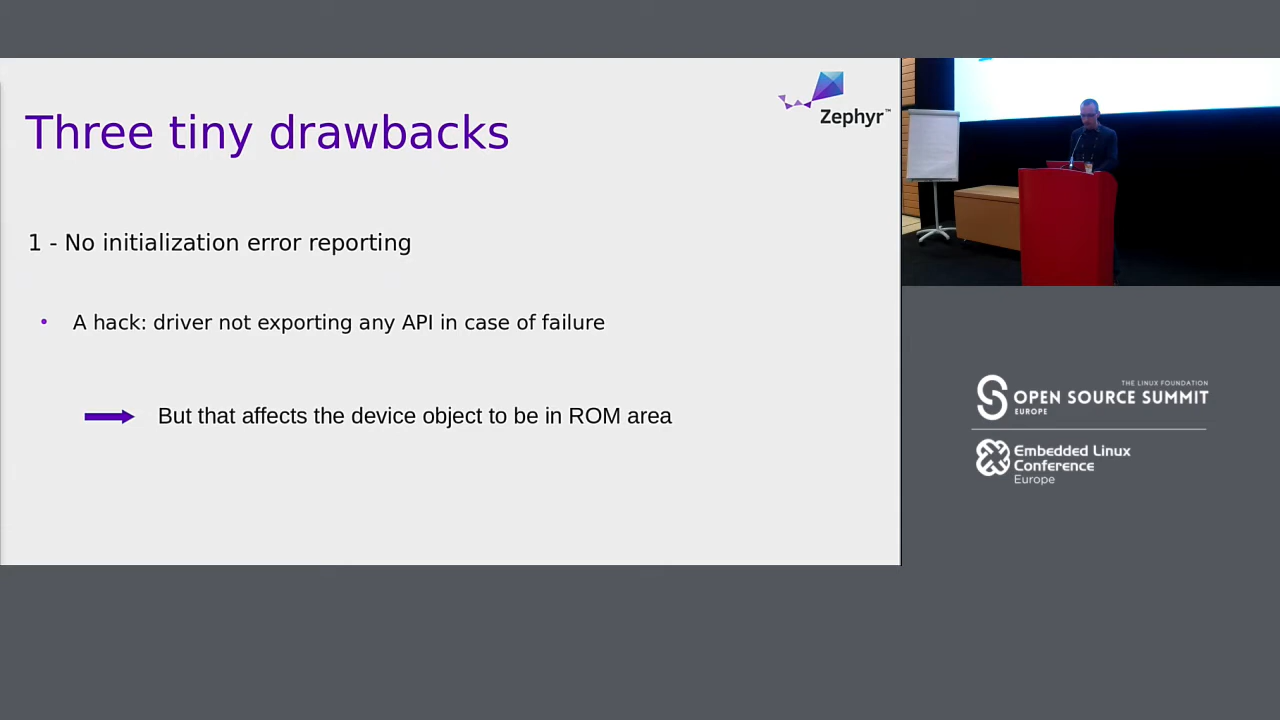 Zephyr™
Three tiny drawbacks
1 - No initialization error reporting
• A hack: driver not exporting any API in case of failure
But that affects the device object to be in ROM area
THE LINUX FOUNDATION
OPEN SOURCE SUMMIT
EUROPE
Embedded Linux
Conference
Europe